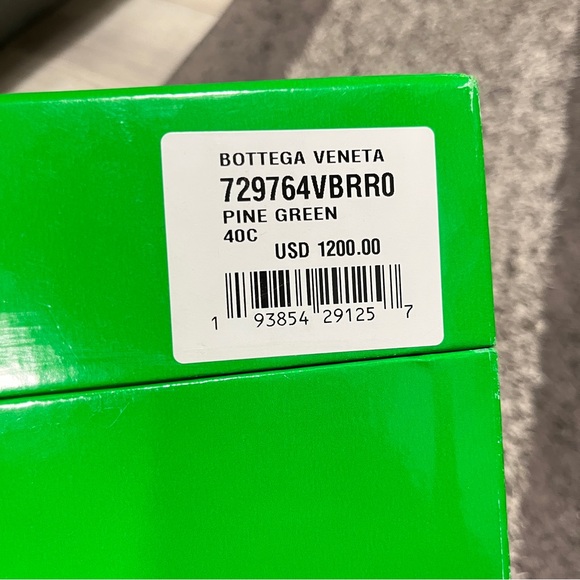 BOTTEGA VENETA
729764VBRR0
PINE GREEN
40C
USD 1200.00
1 93854 29125 7